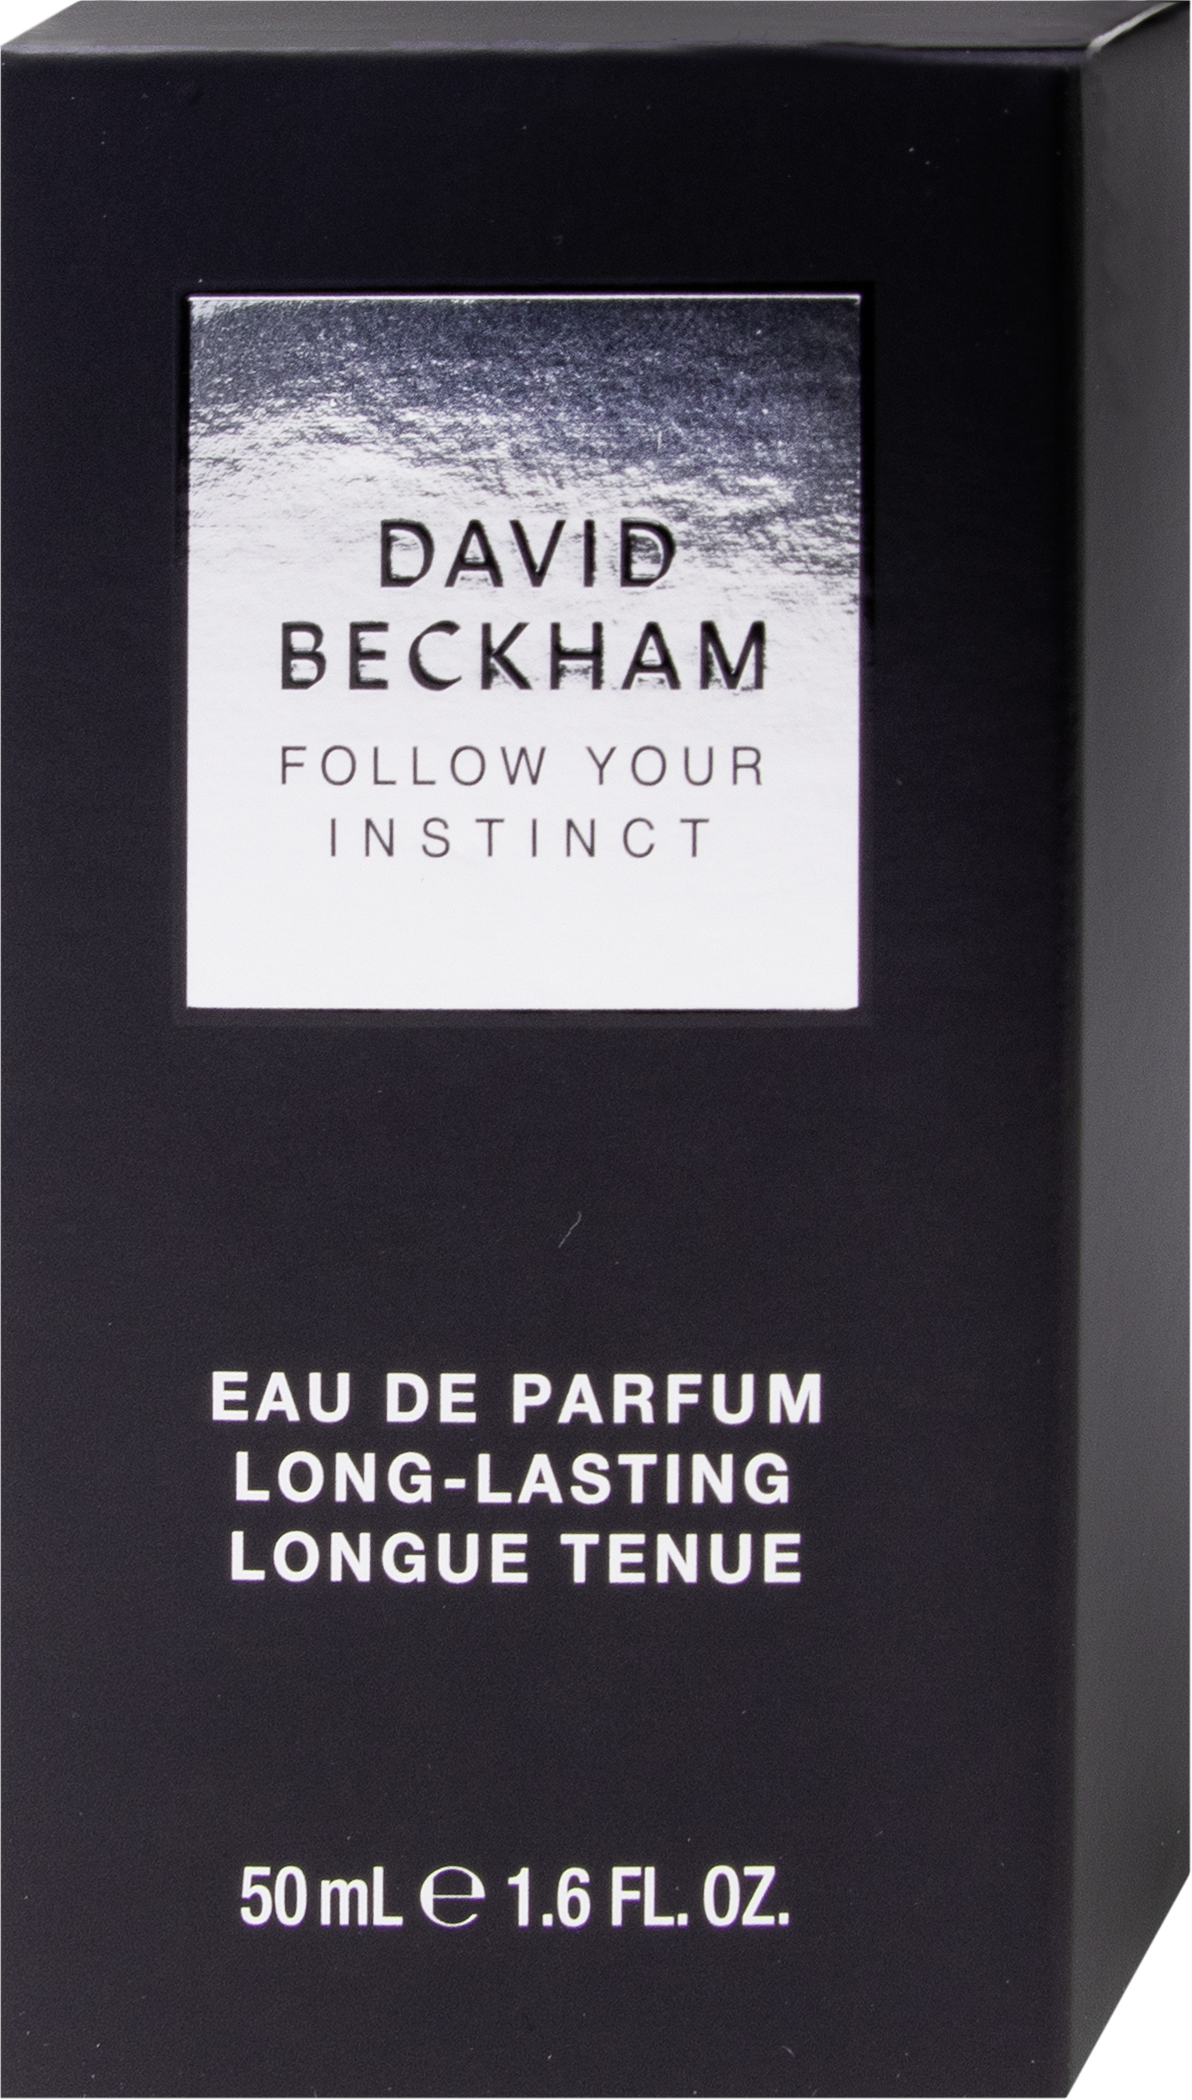 DAVID
BECKHAM
FOLLOW YOUR
INSTINCT
EAU DE PARFUM
LONG-LASTING
LONGUE TENUE
50 mL ℮ 1.6 FL. OZ.